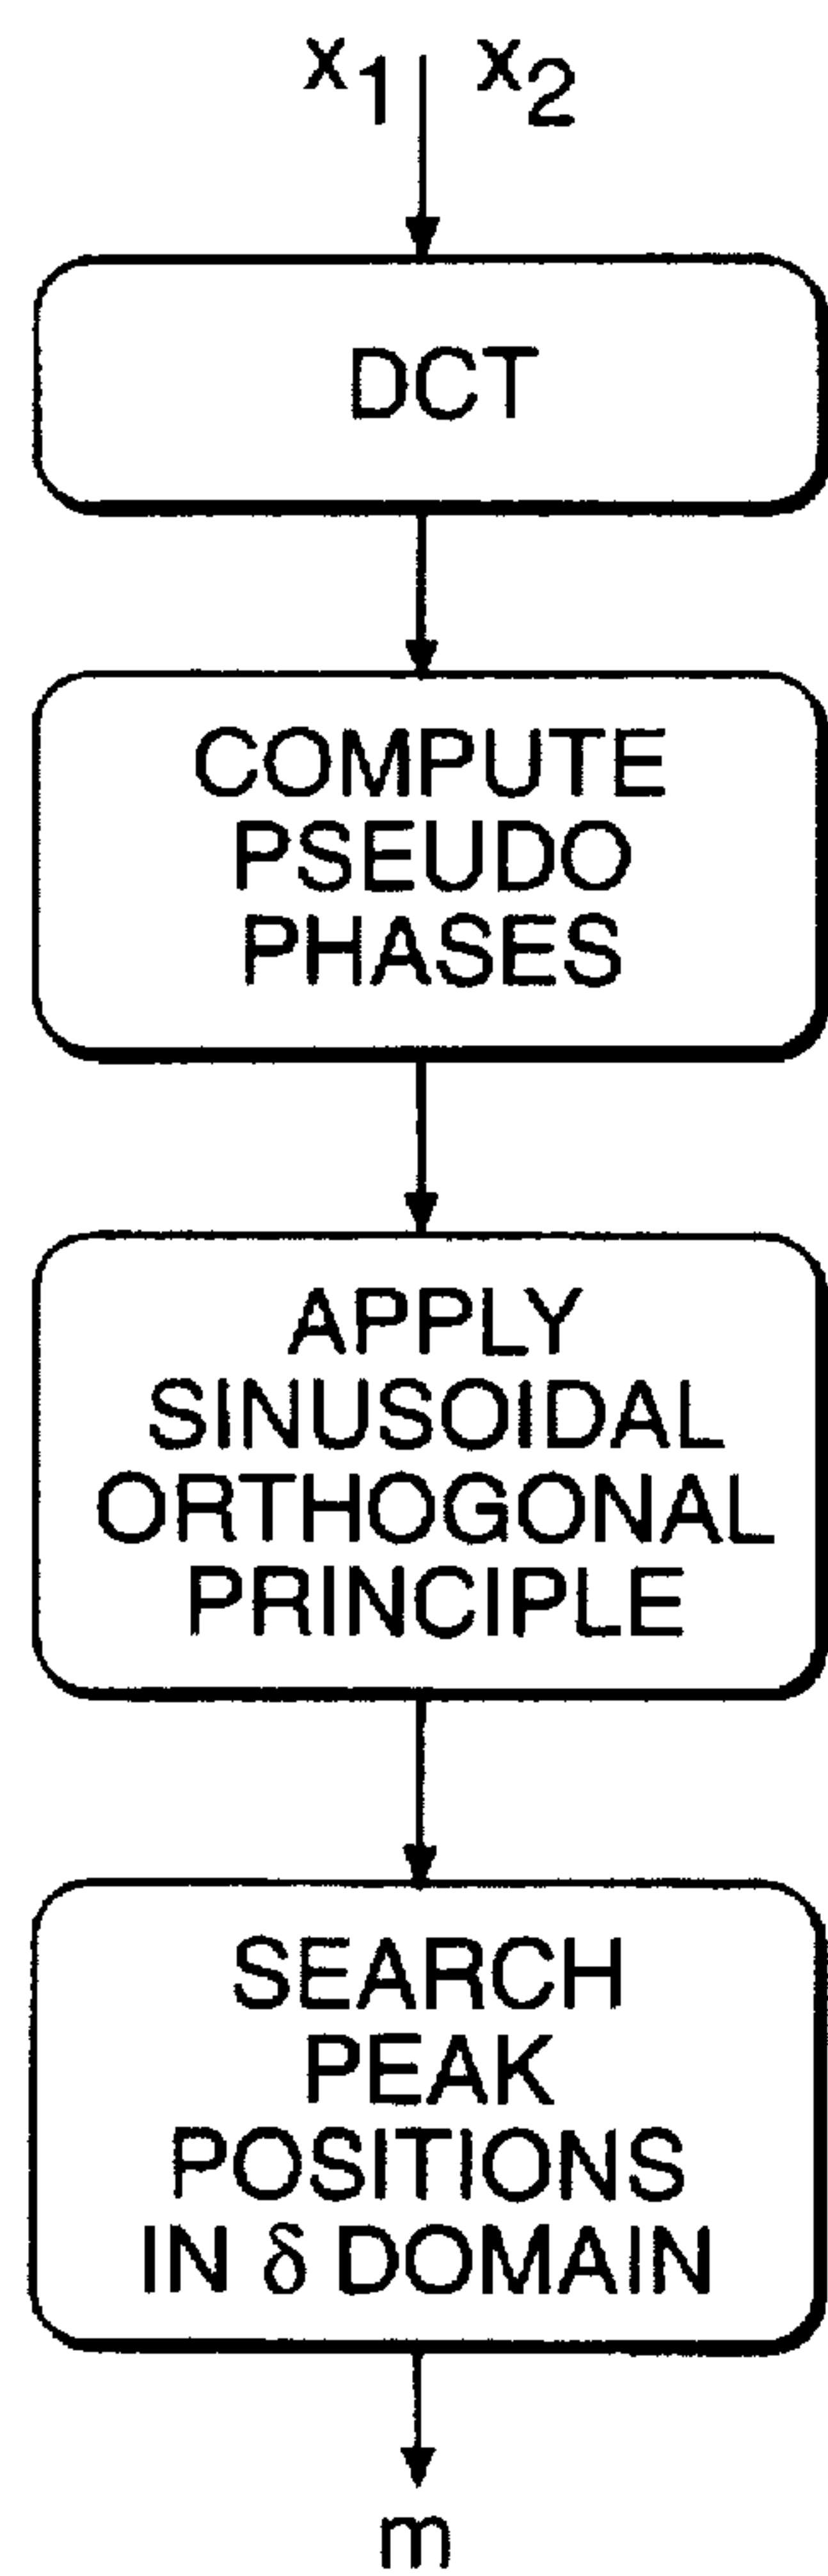 x1 x2
DCT
COMPUTE
PSEUDO
PHASES
APPLY
SINUSOIDAL
ORTHOGONAL
PRINCIPLE
SEARCH
PEAK
POSITIONS
IN δ DOMAIN
m